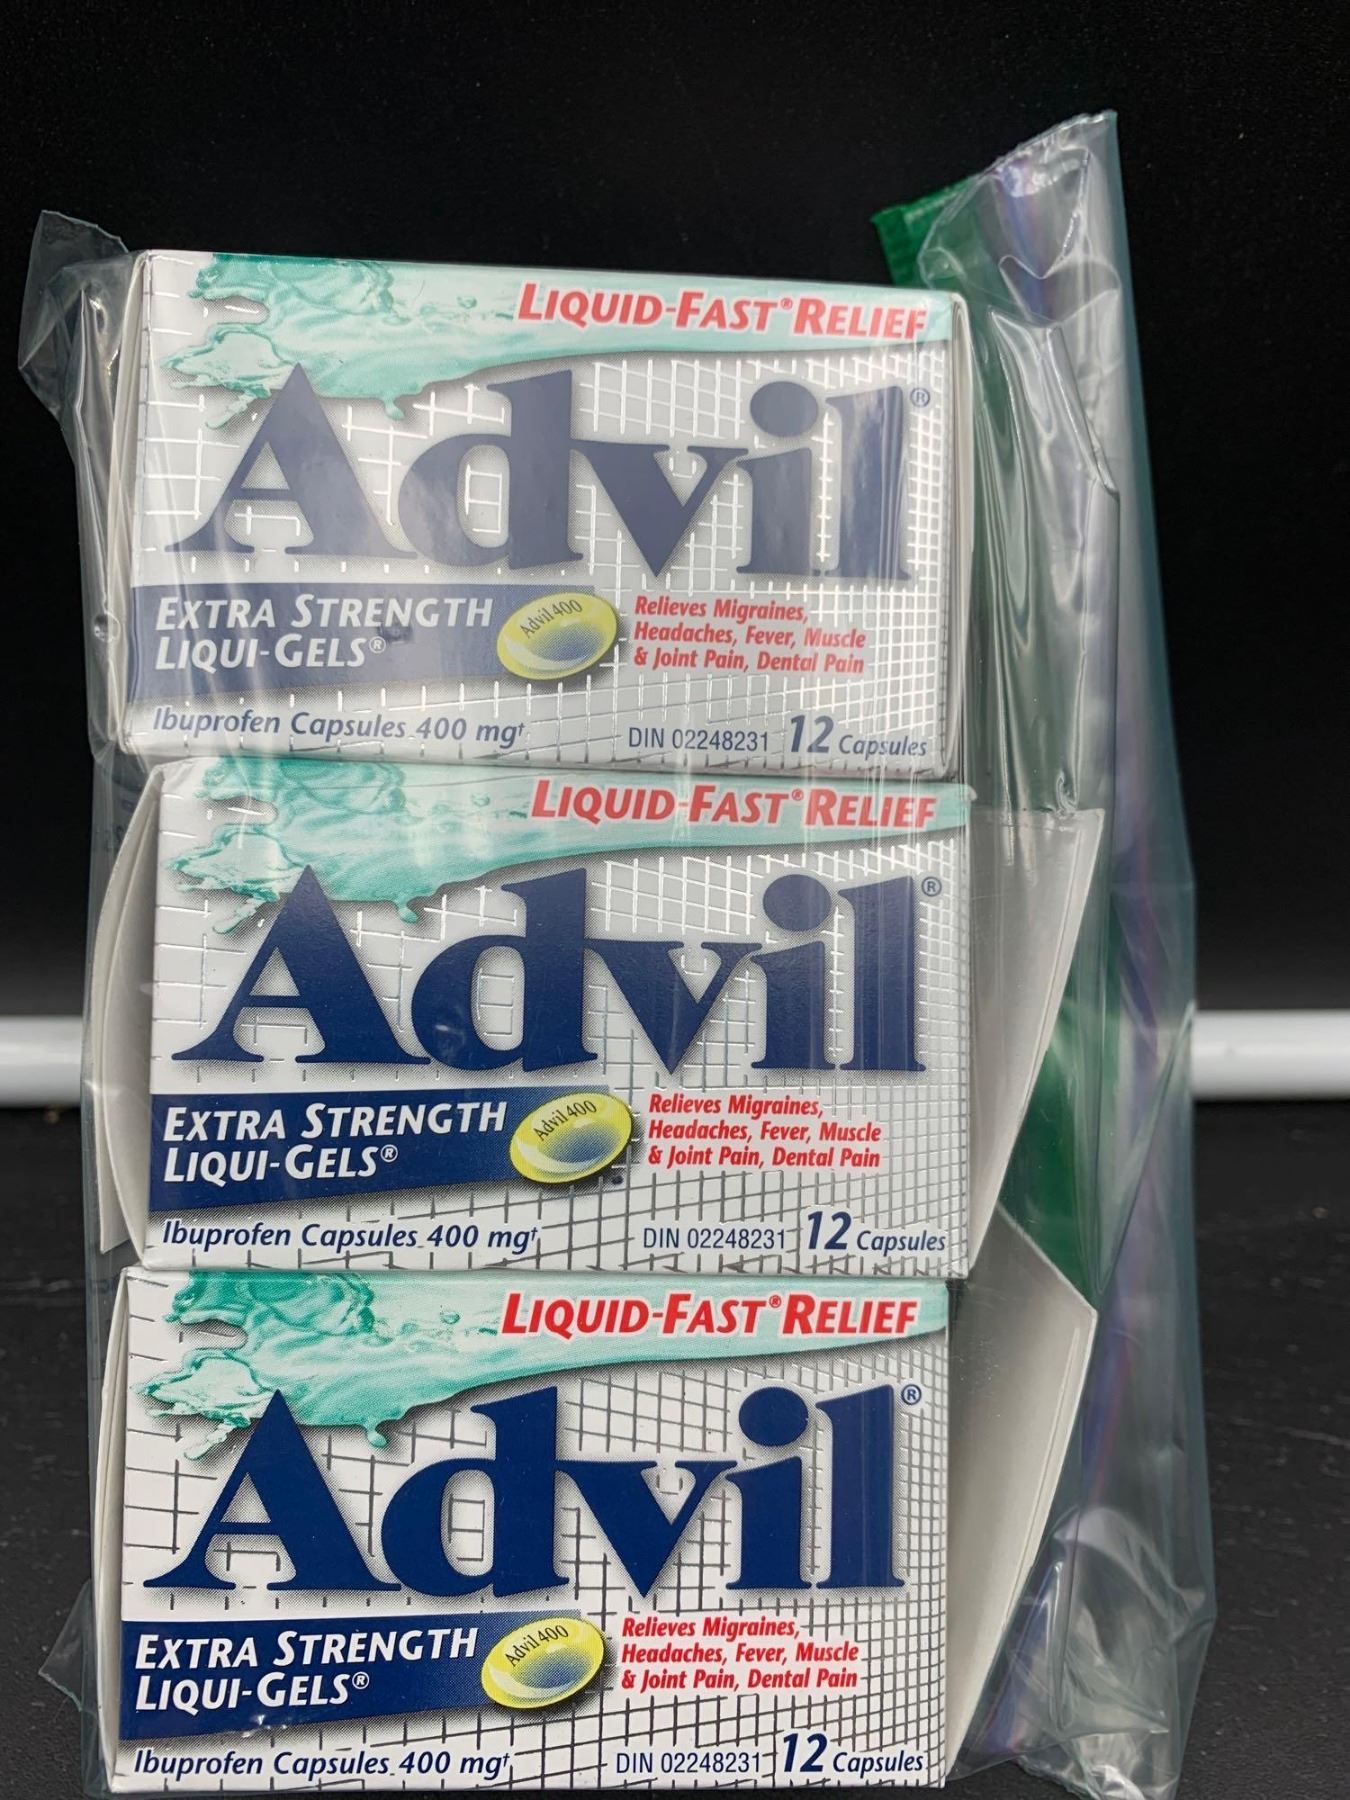 LIQUID-FAST® RELIEF
Advil®
EXTRA STRENGTH
LIQUI-GELS®
Advil 400
Relieves Migraines,
Headaches, Fever, Muscle
& Joint Pain, Dental Pain
Ibuprofen Capsules 400 mg†
DIN 02248231 12 Capsules
LIQUID-FAST® RELIEF
Advil®
EXTRA STRENGTH
LIQUI-GELS®
Advil 400
Relieves Migraines,
Headaches, Fever, Muscle
& Joint Pain, Dental Pain
Ibuprofen Capsules 400 mg†
DIN 02248231 12 Capsules
LIQUID-FAST® RELIEF
Advil®
EXTRA STRENGTH
LIQUI-GELS®
Advil 400
Relieves Migraines,
Headaches, Fever, Muscle
& Joint Pain, Dental Pain
Ibuprofen Capsules 400 mg†
DIN 02248231 12 Capsules